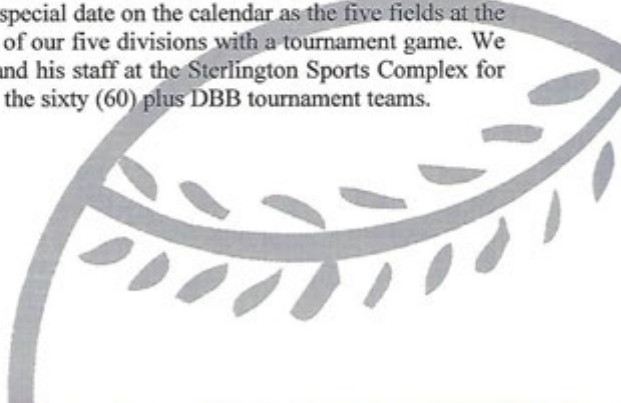 special date on the calendar as the five fields at the
of our five divisions with a tournament game. We
and his staff at the Sterlington Sports Complex for
the sixty (60) plus DBB tournament teams.